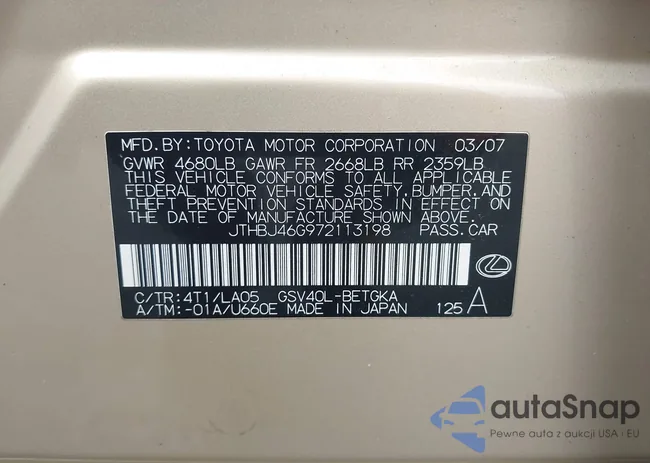 MFD.BY:TOYOTA MOTOR CORPORATION 03/07
GVWR 4680LB GAWR FR 2668LB RR 2359LB
THIS VEHICLE CONFORMS TO ALL APPLICABLE
FEDERAL MOTOR VEHICLE SAFETY,BUMPER,AND
THEFT PREVENTION STANDARDS IN EFFECT ON
THE DATE OF MANUFACTURE SHOWN ABOVE.
JTHBJ46G972113198 PASS.CAR
C/TR:4T1/LA05 GSV40L-BETGKA
A/TM:-01A/U660E MADE IN JAPAN 125 A
autaSnap
Pewne auta z aukcji USA i EU